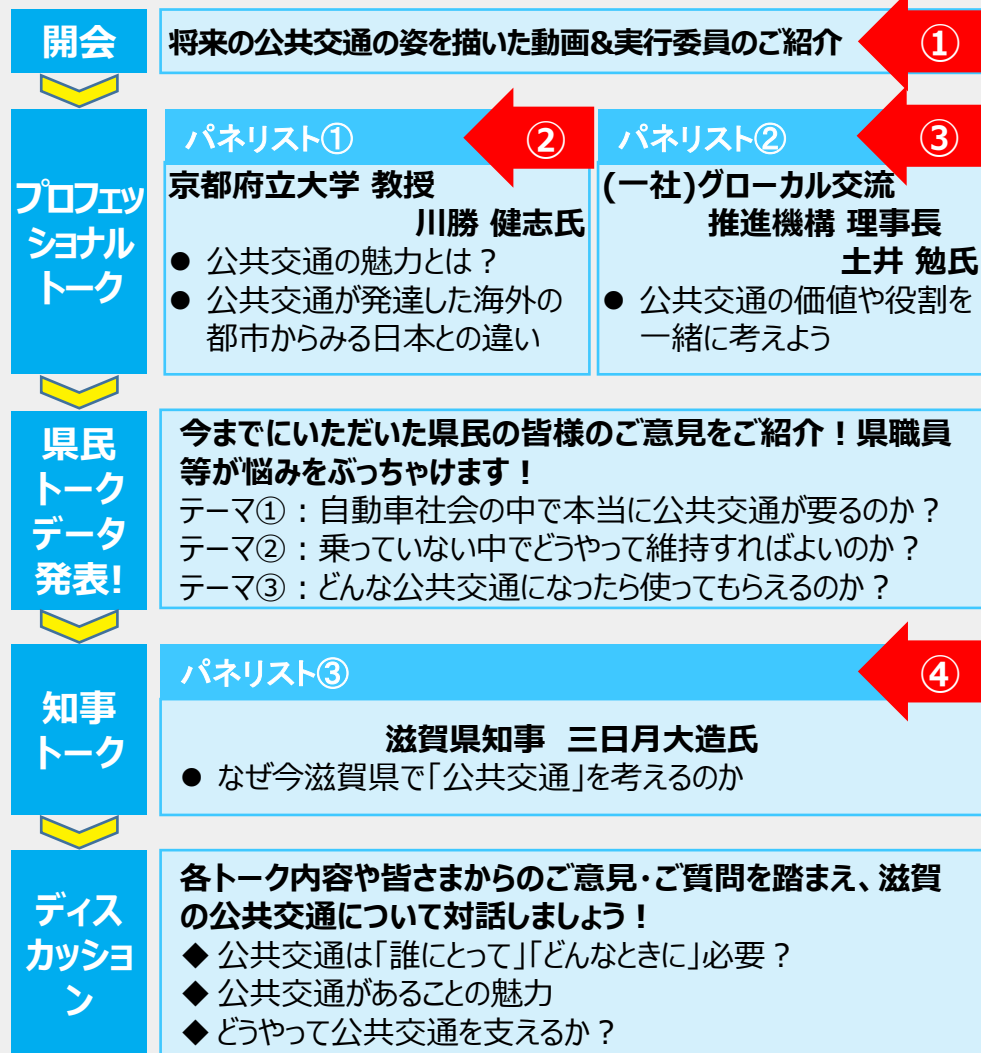 開会
将来の公共交通の姿を描いた動画&実行委員のご紹介
①
プロフェッ
ショナル
トーク
パネリスト①
②
京都府立大学 教授
川勝 健志氏
● 公共交通の魅力とは?
● 公共交通が発達した海外の
都市からみる日本との違い
パネリスト②
③
(一社)グローカル交流
推進機構 理事長
土井 勉氏
● 公共交通の価値や役割を
一緒に考えよう
県民
トーク
データ
発表!
今までにいただいた県民の皆様のご意見をご紹介!県職員
等が悩みをぶっちゃけます!
テーマ①:自動車社会の中で本当に公共交通が要るのか?
テーマ②:乗っていない中でどうやって維持すればよいのか?
テーマ③:どんな公共交通になったら使ってもらえるのか?
知事
トーク
パネリスト③
④
滋賀県知事 三日月大造氏
● なぜ今滋賀県で「公共交通」を考えるのか
ディス
カッショ
ン
各トーク内容や皆さまからのご意見・ご質問を踏まえ、滋賀
の公共交通について対話しましょう!
◆ 公共交通は「誰にとって」「どんなときに」必要?
◆ 公共交通があることの魅力
◆ どうやって公共交通を支えるか?